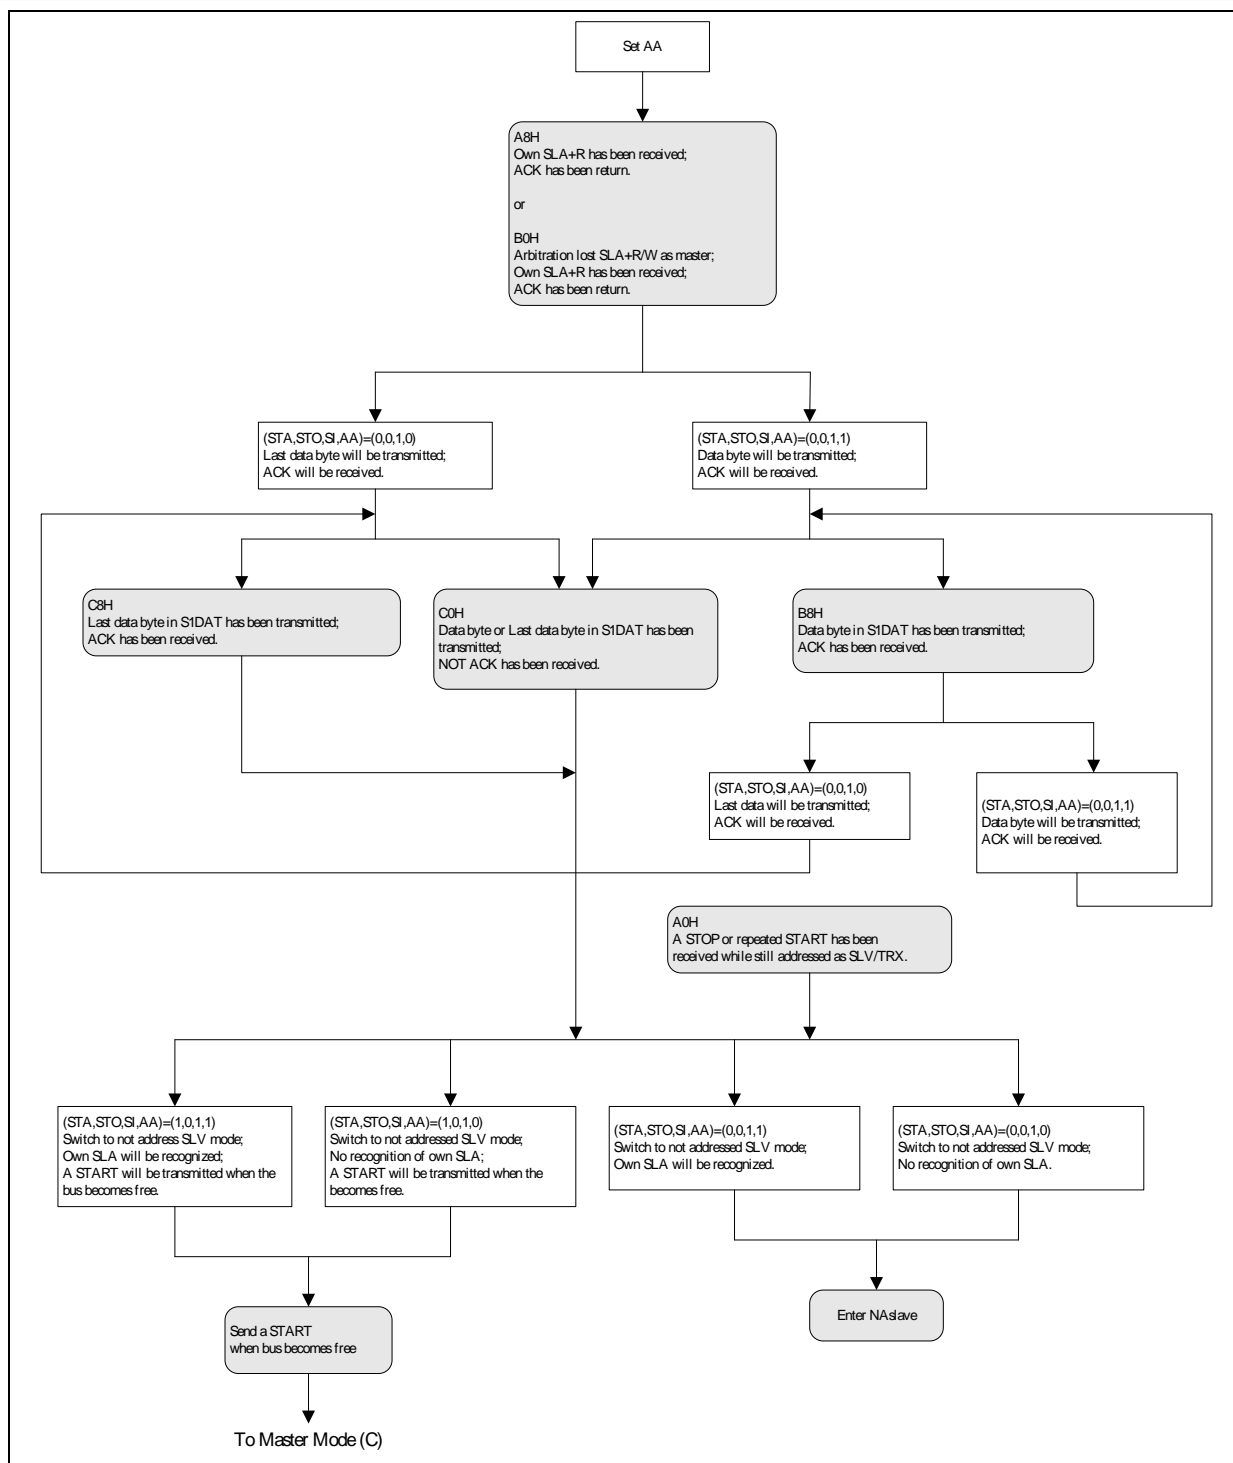 Set AA
A8H
Own SLA+R has been received;
ACK has been return.
or
B0H
Arbitration lost SLA+R/W as master;
Own SLA+R has been received;
ACK has been return.
(STA,STO,SI,AA)=(0,0,1,0)
Last data byte will be transmitted;
ACK will be received.
(STA,STO,SI,AA)=(0,0,1,1)
Data byte will be transmitted;
ACK will be received.
C8H
Last data byte in S1DAT has been transmitted;
ACK has been received.
C0H
Data byte or Last data byte in S1DAT has been
transmitted;
NOT ACK has been received.
B8H
Data byte in S1DAT has been transmitted;
ACK has been received.
(STA,STO,SI,AA)=(0,0,1,0)
Last data will be transmitted;
ACK will be received.
(STA,STO,SI,AA)=(0,0,1,1)
Data byte will be transmitted;
ACK will be received.
A0H
A STOP or repeated START has been
received while still addressed as SLV/TRX.
(STA,STO,SI,AA)=(1,0,1,1)
Switch to not address SLV mode;
Own SLA will be recognized;
A START will be transmitted when the
bus becomes free.
(STA,STO,SI,AA)=(1,0,1,0)
Switch to not addressed SLV mode;
No recognition of own SLA;
A START will be transmitted when the
becomes free.
(STA,STO,SI,AA)=(0,0,1,1)
Switch to not addressed SLV mode;
Own SLA will be recognized.
(STA,STO,SI,AA)=(0,0,1,0)
Switch to not addressed SLV mode;
No recognition of own SLA.
Send a START
when bus becomes free
Enter NAslave
To Master Mode (C)